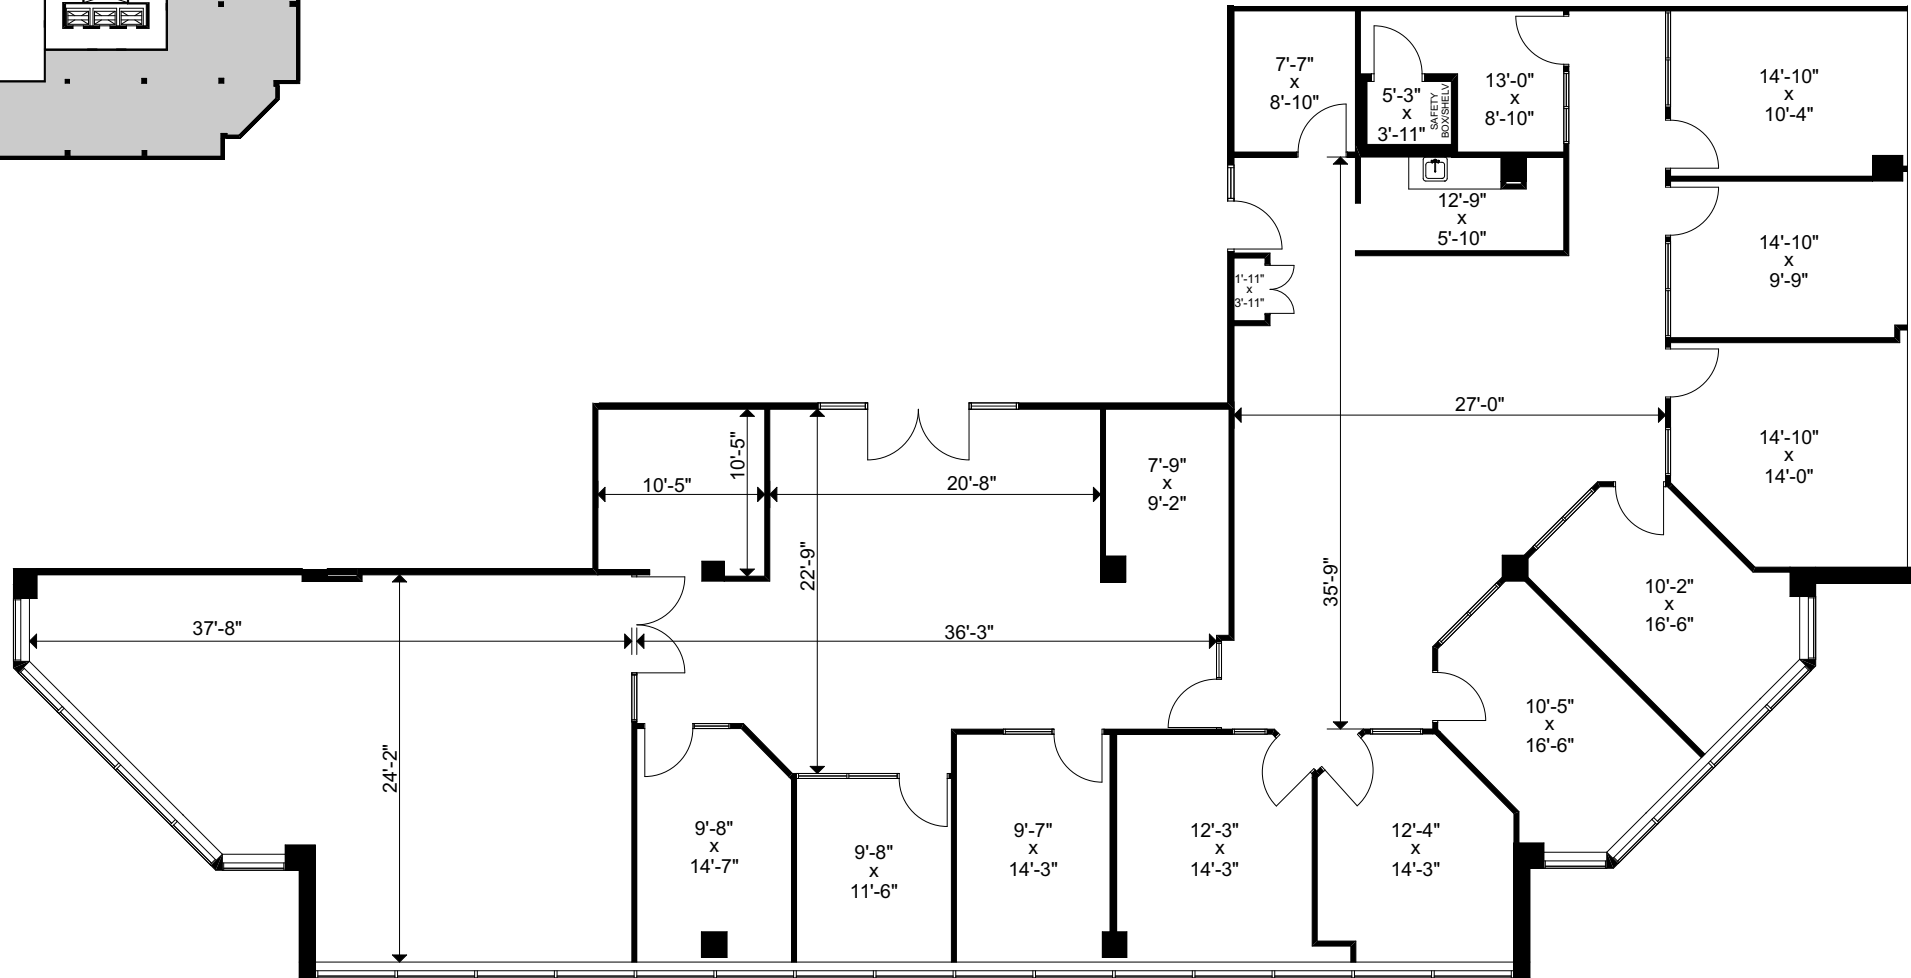 7'-7"
x
8'-10"
5'-3"
x
3'-11"
SAFETY
BOX/SHELV
13'-0"
x
8'-10"
14'-10"
x
10'-4"
12'-9"
x
5'-10"
14'-10"
x
9'-9"
1'-11"
x
3'-11"
27'-0"
14'-10"
x
14'-0"
10'-5"
10'-5"
20'-8"
7'-9"
x
9'-2"
22'-9"
35'-9"
10'-2"
x
16'-6"
37'-8"
36'-3"
10'-5"
x
16'-6"
24'-2"
9'-8"
x
14'-7"
9'-8"
x
11'-6"
9'-7"
x
14'-3"
12'-3"
x
14'-3"
12'-4"
x
14'-3"